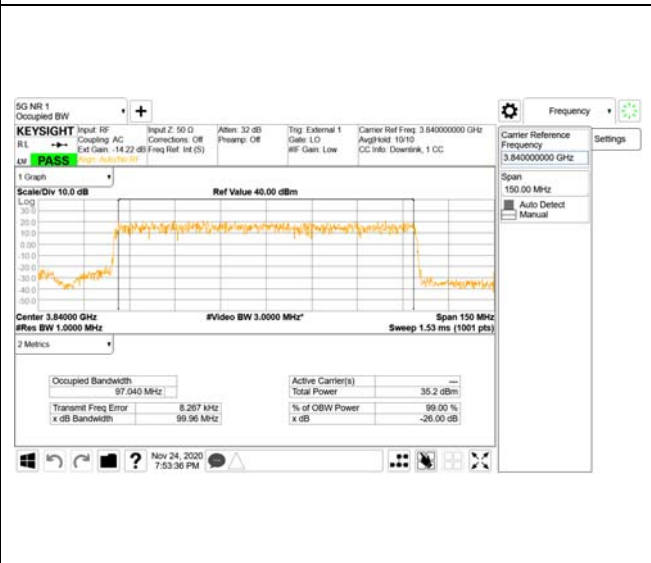 5G NR 1
Occupied BW
+
Frequency
KEYSIGHT
RL
PASS
Input: RF
Coupling: AC
Ext Gain: -14.22 dB
Align: Auto/No RF
Input Z: 50 Ω
Corrections: Off
Freq Ref: Int (S)
Atten: 32 dB
Preamp: Off
Trig: External 1
Gate: LO
#IF Gain: Low
Carrier Ref Freq: 3.840000000 GHz
Avg|Hold: 10/10
CC Info: Downlink, 1 CC
Carrier Reference
Frequency
3.840000000 GHz
Settings
Span
150.00 MHz
Auto Detect
Manual
1 Graph
Scale/Div 10.0 dB
Ref Value 40.00 dBm
Log
30.0
20.0
10.0
0.00
-10.0
-20.0
-30.0
-40.0
-50.0
Center 3.84000 GHz
#Video BW 3.0000 MHz*
Span 150 MHz
#Res BW 1.0000 MHz
Sweep 1.53 ms (1001 pts)
2 Metrics
Occupied Bandwidth
97.040 MHz
Active Carrier(s)
---
Total Power
35.2 dBm
Transmit Freq Error
8.267 kHz
% of OBW Power
99.00 %
x dB Bandwidth
99.96 MHz
x dB
-26.00 dB
?
Nov 24, 2020
7:53:36 PM